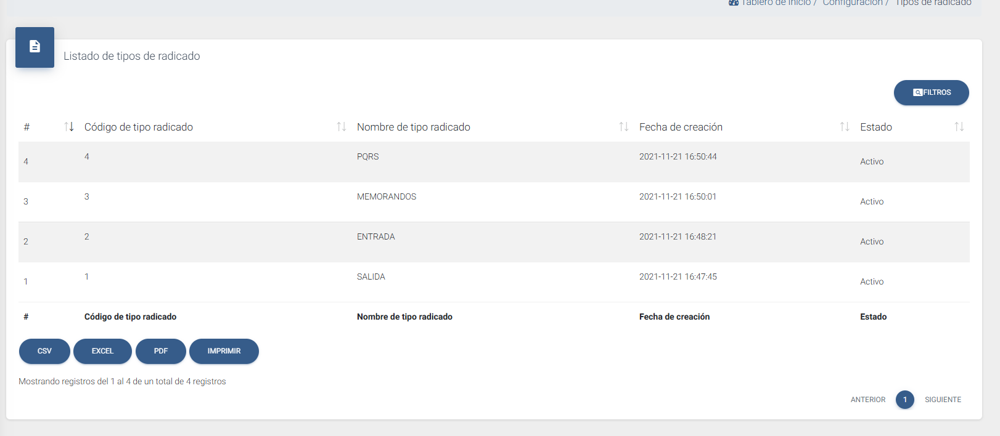 Tablero de inicio / Configuración / Tipos de radicado
Listado de tipos de radicado
FILTROS
# Código de tipo radicado Nombre de tipo radicado Fecha de creación Estado
4 4 PQRS 2021-11-21 16:50:44 Activo
3 3 MEMORANDOS 2021-11-21 16:50:01 Activo
2 2 ENTRADA 2021-11-21 16:48:21 Activo
1 1 SALIDA 2021-11-21 16:47:45 Activo
# Código de tipo radicado Nombre de tipo radicado Fecha de creación Estado
CSV EXCEL PDF IMPRIMIR
Mostrando registros del 1 al 4 de un total de 4 registros
ANTERIOR 1 SIGUIENTE